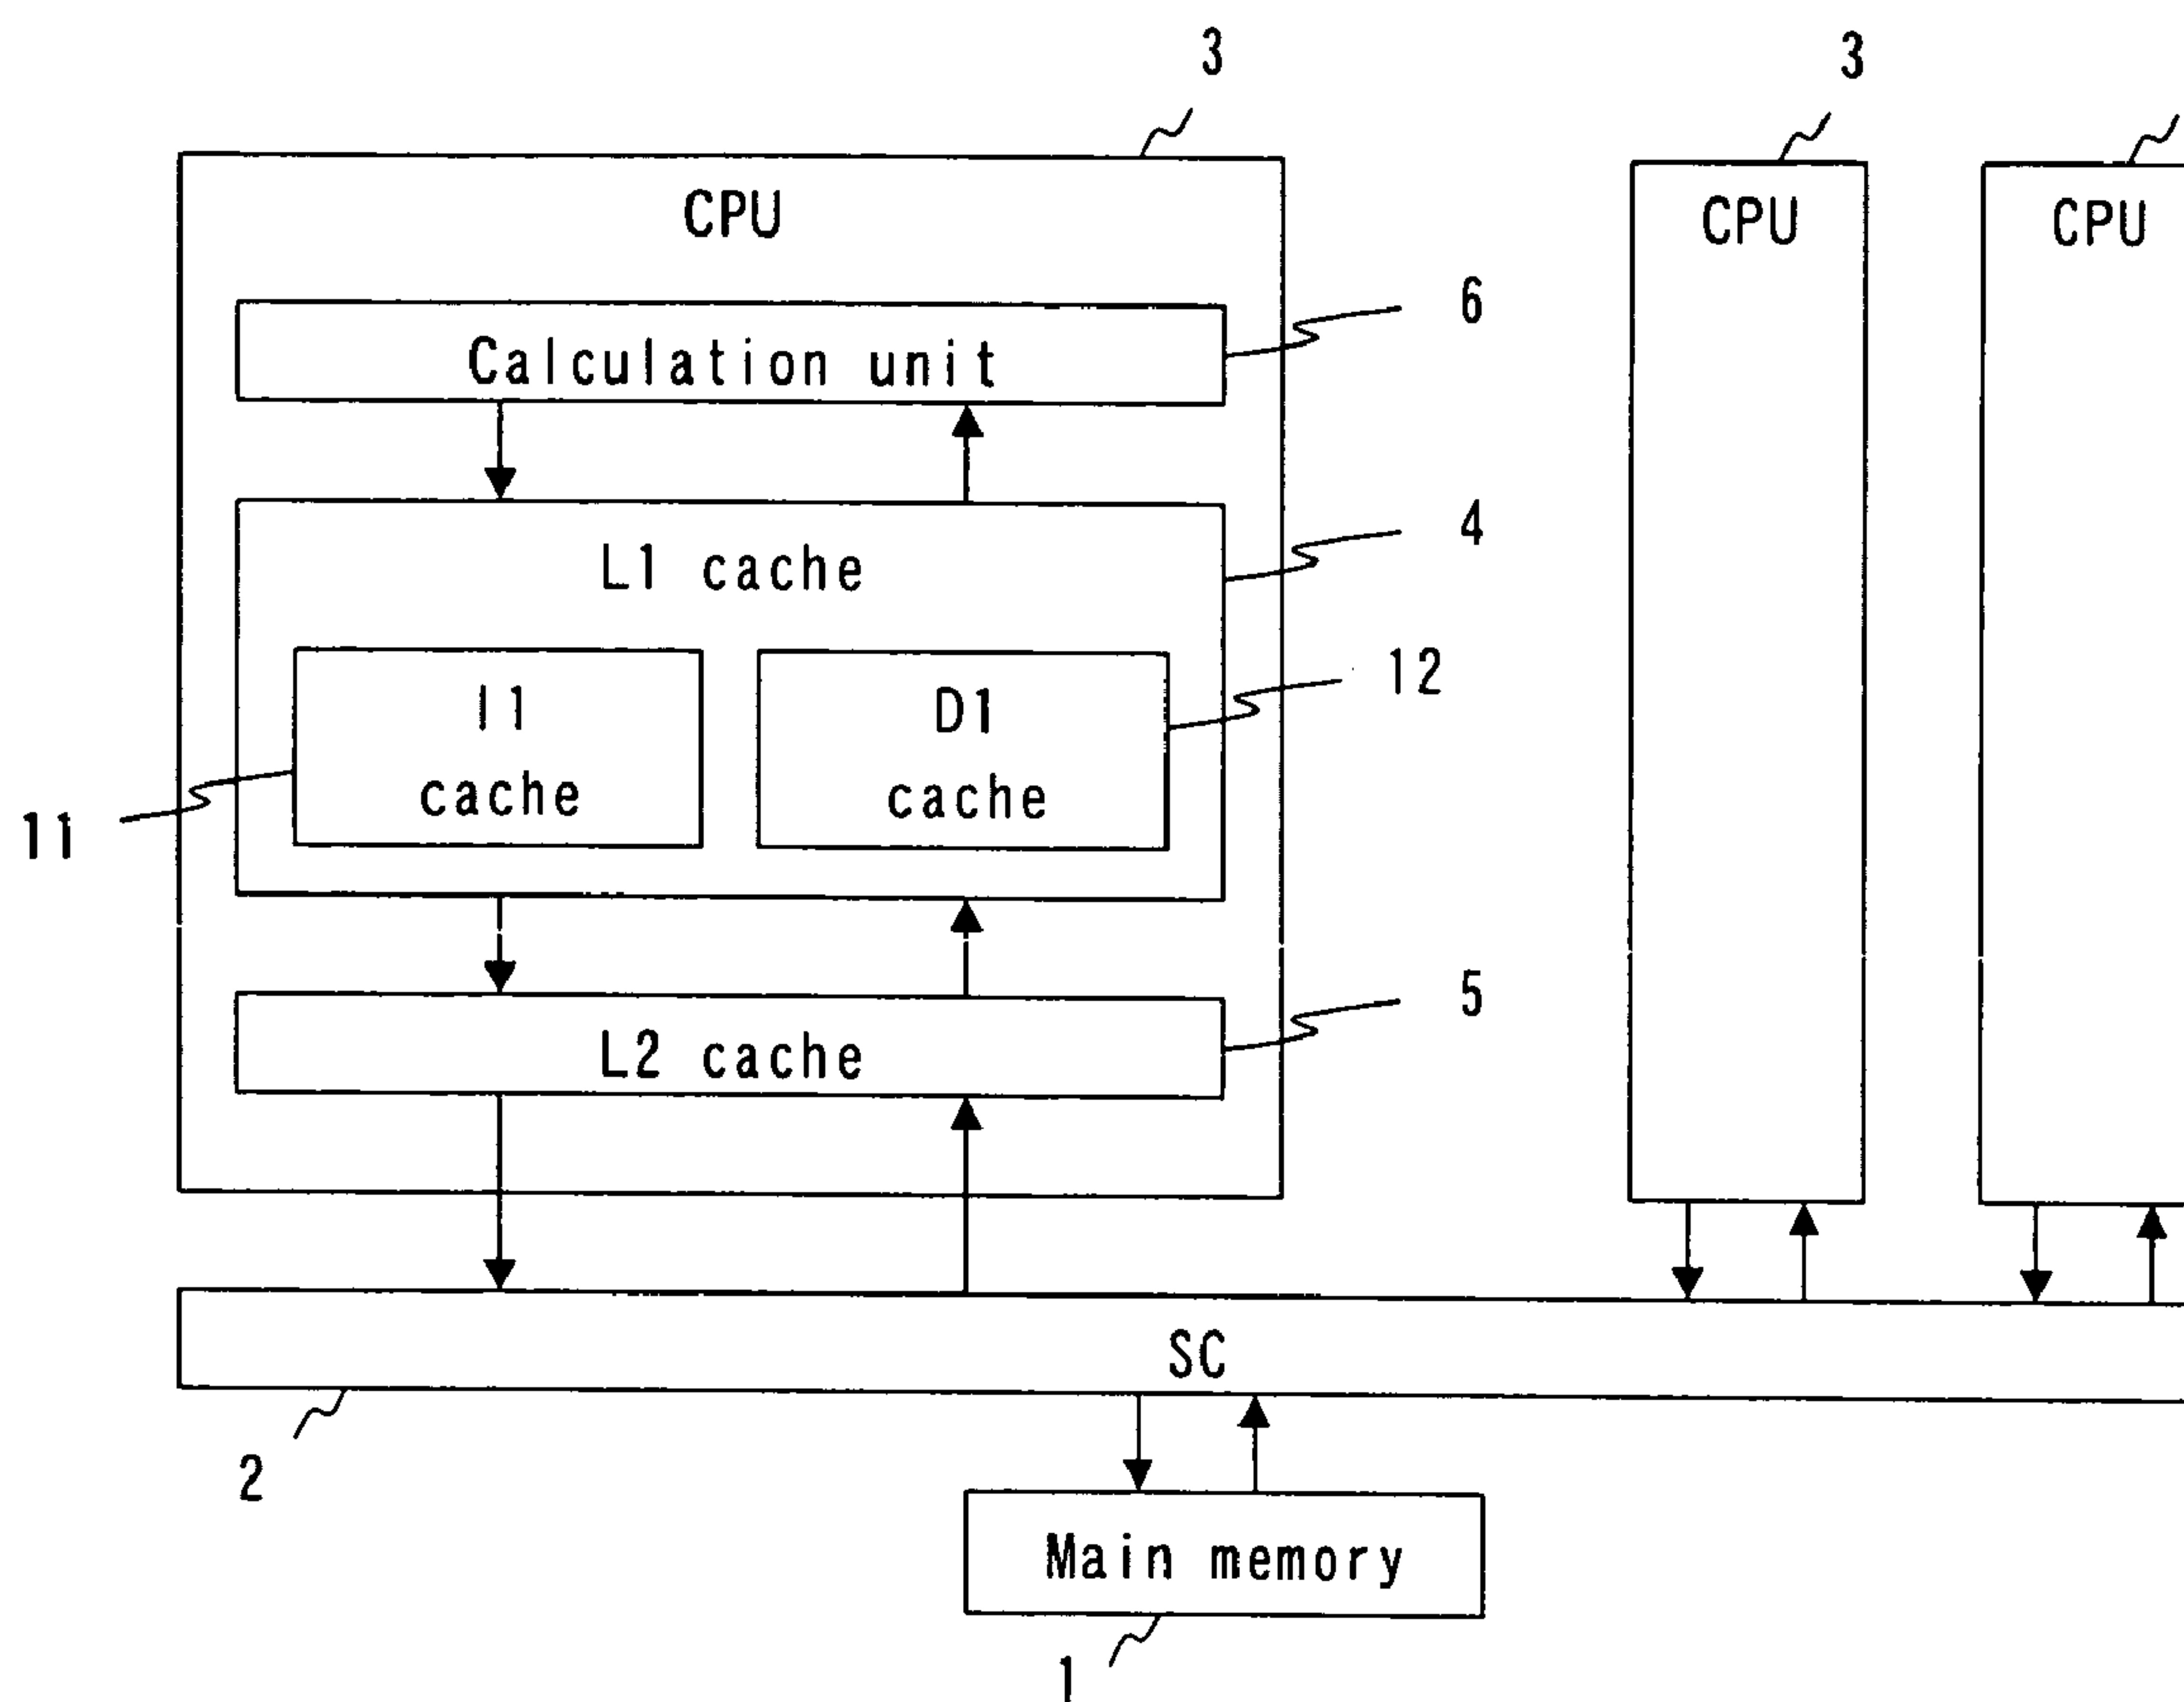 3
3
CPU
CPU
CPU
6
Calculation unit
4
L1 cache
12
I1
cache
D1
cache
11
5
L2 cache
SC
2
Main memory
1